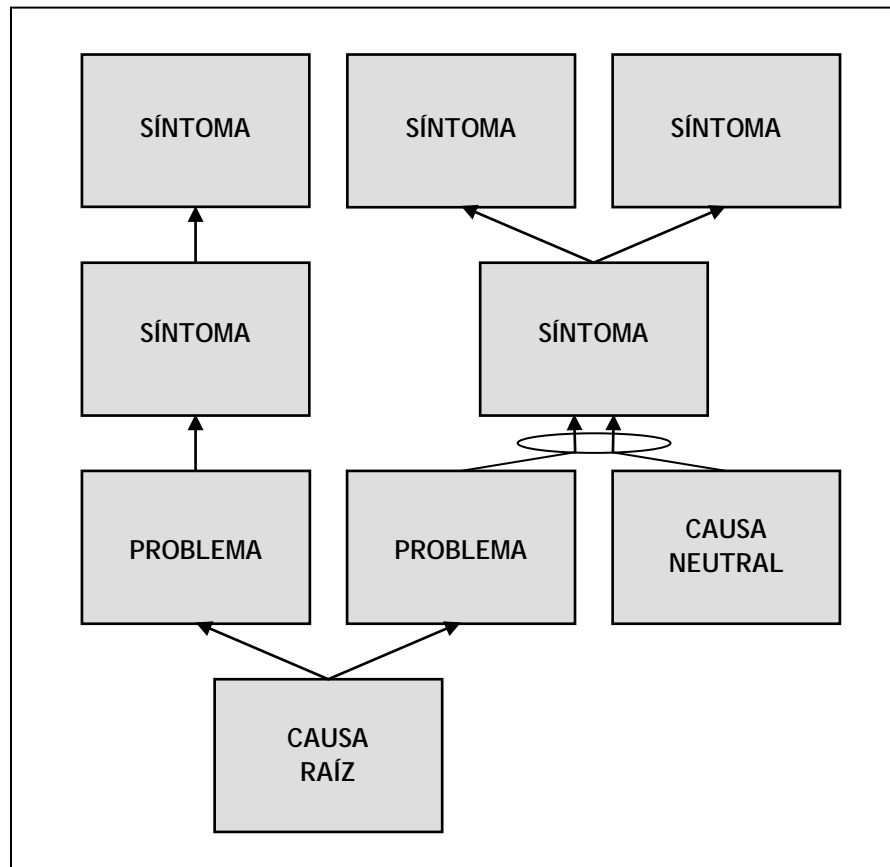 SÍNTOMA
SÍNTOMA
SÍNTOMA
SÍNTOMA
SÍNTOMA
PROBLEMA
PROBLEMA
CAUSA
NEUTRAL
CAUSA
RAÍZ